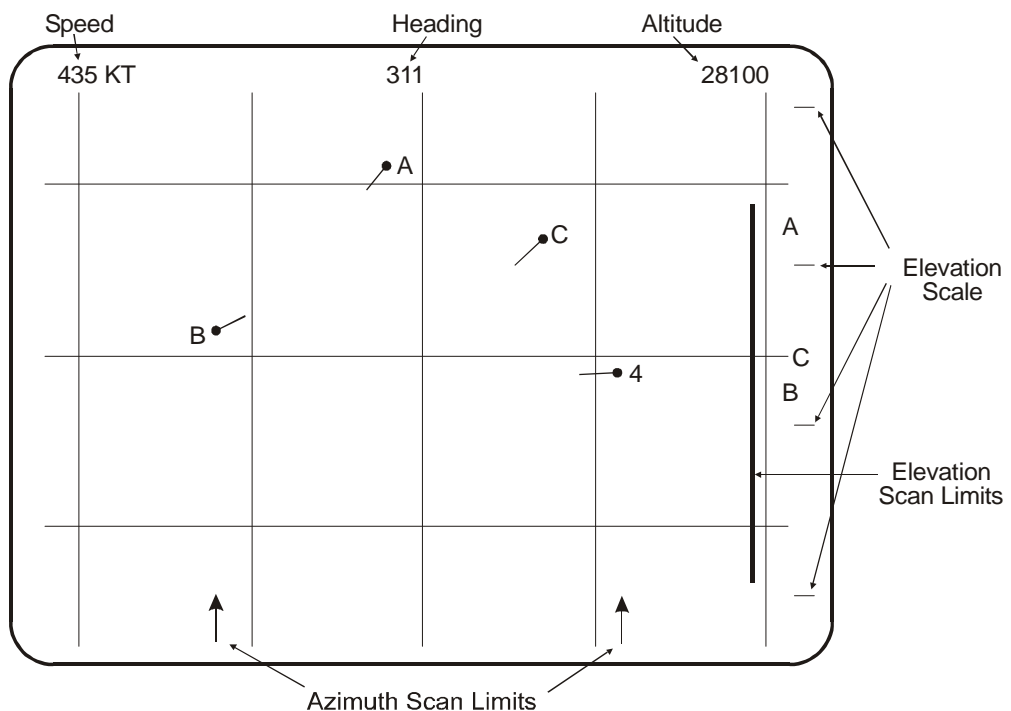 Speed Heading Altitude
435 KT 311 28100
A
A
C
Elevation
Scale
B
C
4
B
Elevation
Scan Limits
Azimuth Scan Limits